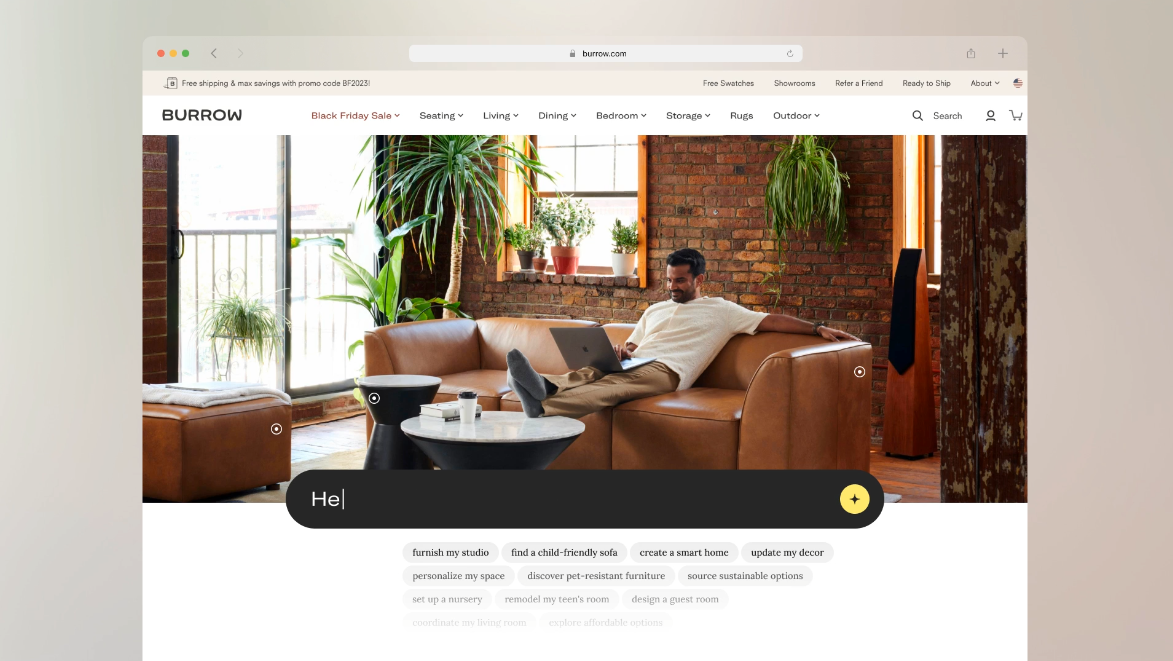 burrow.com
Free shipping & max savings with promo code BF2023!
Free Swatches Showrooms Refer a Friend Ready to Ship About
BURROW
Black Friday Sale Seating Living Dining Bedroom Storage Rugs Outdoor Search
He
furnish my studio find a child-friendly sofa create a smart home update my decor
personalize my space discover pet-resistant furniture source sustainable options
set up a nursery remodel my teen's room design a guest room
coordinate my living room explore affordable options